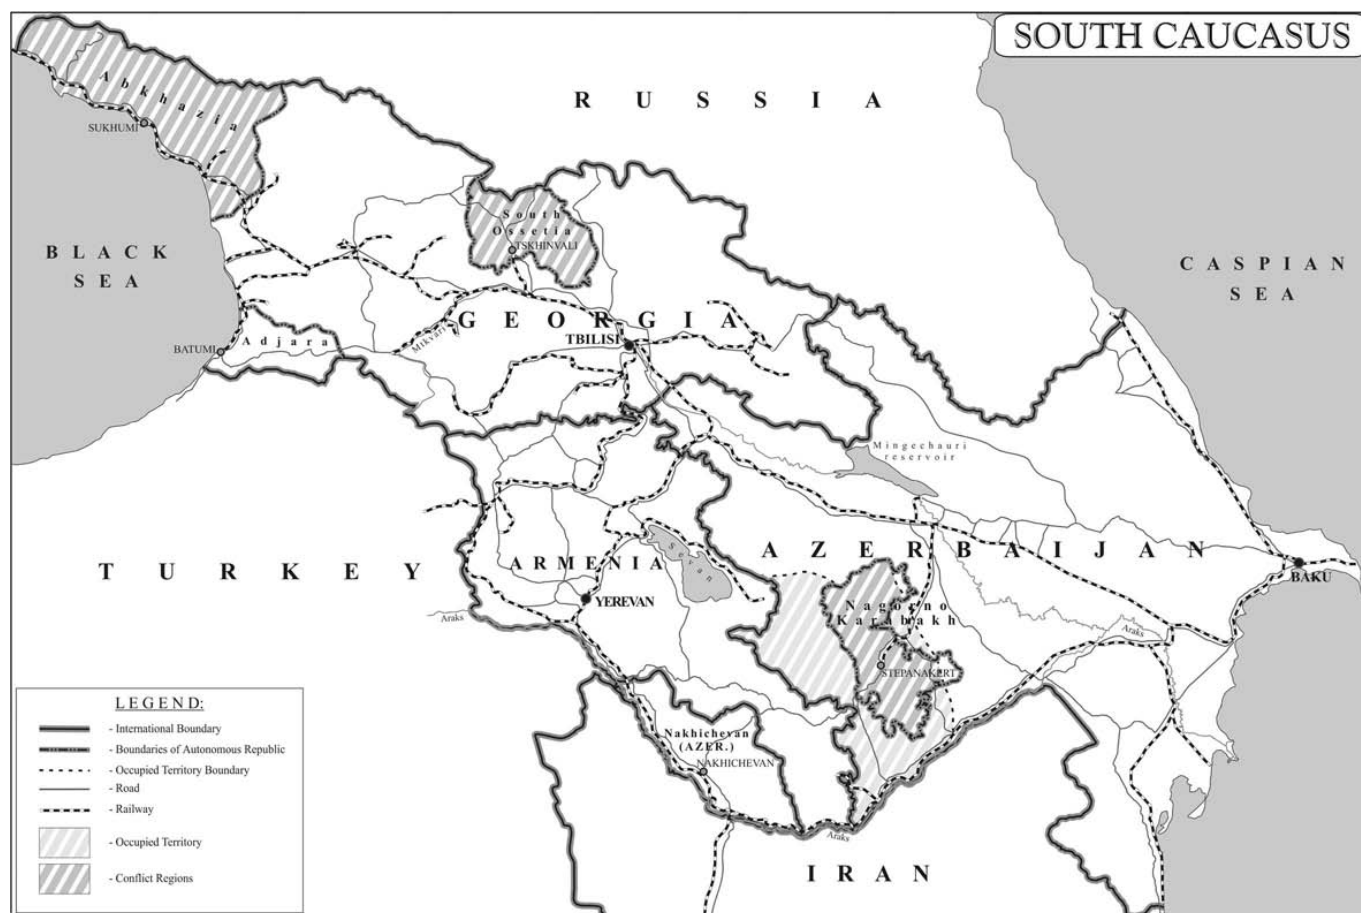 SOUTH CAUCASUS
RUSSIA
Abkhazia
SUKHUMI
BLACK
SEA
South
Ossetia
TSKHINVALI
CASPIAN
SEA
GEORGIA
Mtkvari
TBILISI
Adjara
BATUMI
Mingechauri
reservoir
TURKEY
ARMENIA
Sevan
AZERBAIJAN
BAKU
YEREVAN
Araks
Nagorno
Karabakh
Araks
STEPANAKERT
Nakhichevan
(AZER.)
NAKHICHEVAN
Araks
IRAN
LEGEND:
- International Boundary
- Boundaries of Autonomous Republic
- Occupied Territory Boundary
- Road
- Railway
- Occupied Territory
- Conflict Regions